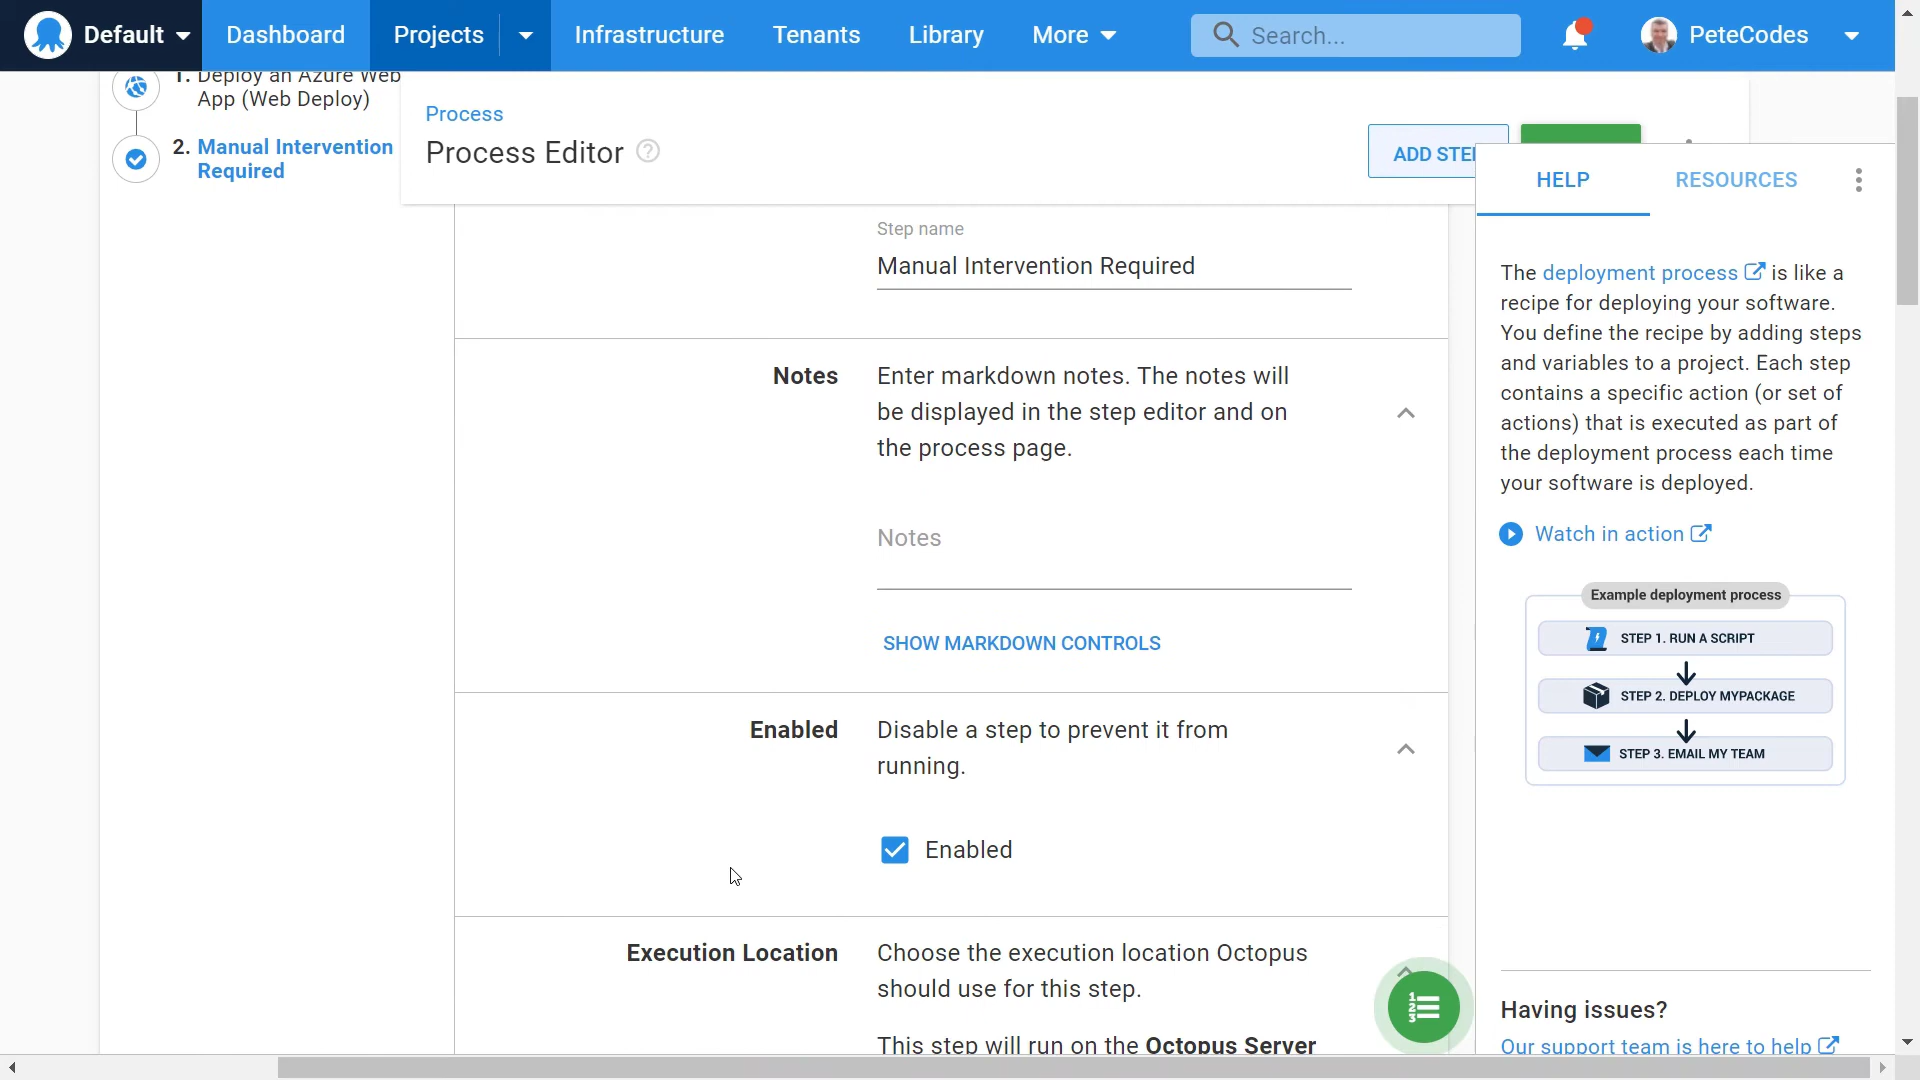 Default
Dashboard
Projects
Infrastructure
Tenants
Library
More
Search...
PeteCodes
1. Deploy an Azure Web
App (Web Deploy)
2. Manual Intervention
Required
Process
Process Editor
ADD STE
HELP
RESOURCES
Step name
Manual Intervention Required
Notes
Enter markdown notes. The notes will
be displayed in the step editor and on
the process page.
Notes
SHOW MARKDOWN CONTROLS
Enabled
Disable a step to prevent it from
running.
Enabled
Execution Location
Choose the execution location Octopus
should use for this step.
This step will run on the Octopus Server
The deployment process is like a
recipe for deploying your software.
You define the recipe by adding steps
and variables to a project. Each step
contains a specific action (or set of
actions) that is executed as part of
the deployment process each time
your software is deployed.
Watch in action
Example deployment process
STEP 1. RUN A SCRIPT
STEP 2. DEPLOY MYPACKAGE
STEP 3. EMAIL MY TEAM
Having issues?
Our support team is here to help